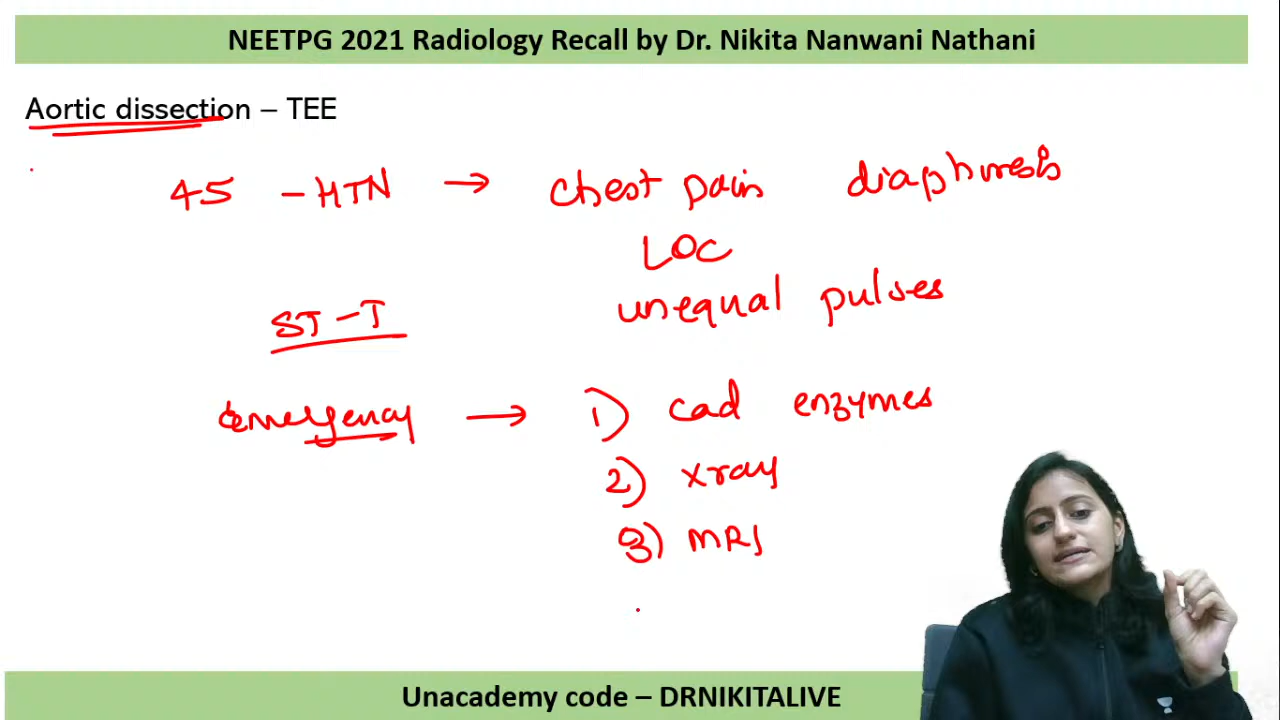 NEETPG 2021 Radiology Recall by Dr. Nikita Nanwani Nathani
Aortic dissection – TEE
45 - HTN → chest pain diaphoresis
LOC
unequal pulses
ST-T
emergency → 1) cad enzymes
2) xray
3) MRI
Unacademy code – DRNIKITALIVE